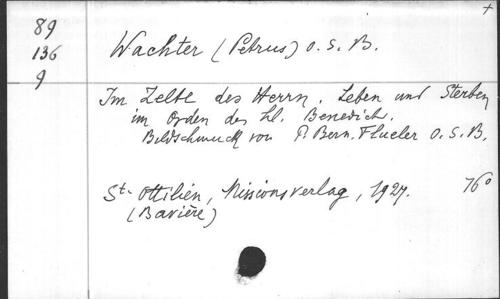 +
89
136
9
Wachter (Petrus) O. S. B.
Im Zelte des Herrn. Leben und Sterben
im Orden des hl. Benedict.
Bildschmuck von P. Bern. Flueler O. S. B.
St-Ottilien, Missionsverlag, 1927. 76°
(Bavière)